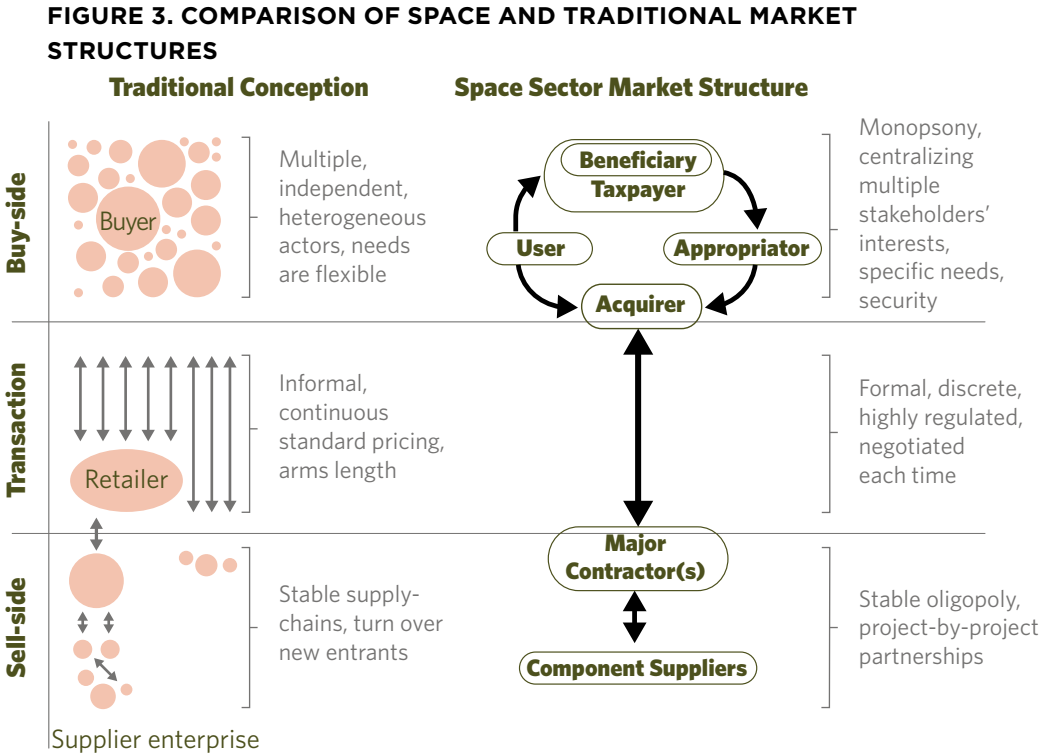 FIGURE 3. COMPARISON OF SPACE AND TRADITIONAL MARKET
STRUCTURES
Traditional Conception
Space Sector Market Structure
Buy-side
Buyer
Multiple,
independent,
heterogeneous
actors, needs
are flexible
Beneficiary
Taxpayer
User
Appropriator
Acquirer
Monopsony,
centralizing
multiple
stakeholders’
interests,
specific needs,
security
Transaction
Retailer
Informal,
continuous
standard pricing,
arms length
Formal, discrete,
highly regulated,
negotiated
each time
Sell-side
Stable supply-
chains, turn over
new entrants
Major
Contractor(s)
Component Suppliers
Stable oligopoly,
project-by-project
partnerships
Supplier enterprise